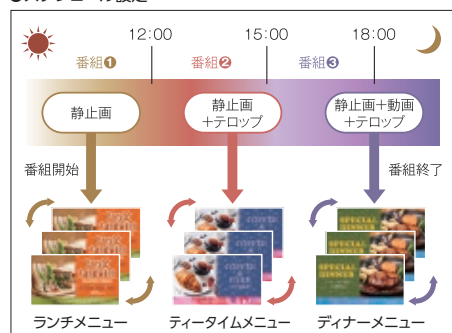 12:00
15:00
18:00
番組❶
番組❷
番組❸
静止画
静止画
+テロップ
静止画+動画
+テロップ
番組開始
番組終了
SPECIAL
DINNER
ランチメニュー
ティータイムメニュー
ディナーメニュー